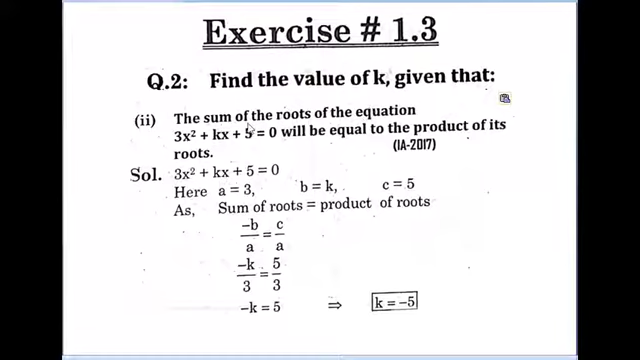 Exercise # 1.3
Q.2: Find the value of k, given that:
(ii) The sum of the roots of the equation
3x² + kx + 5 = 0 will be equal to the product of its
roots. (IA-2017)
Sol. 3x² + kx + 5 = 0
Here a = 3, b = k, c = 5
As, Sum of roots = product of roots
-b/a = c/a
-k/3 = 5/3
-k = 5 ⇒ k = -5